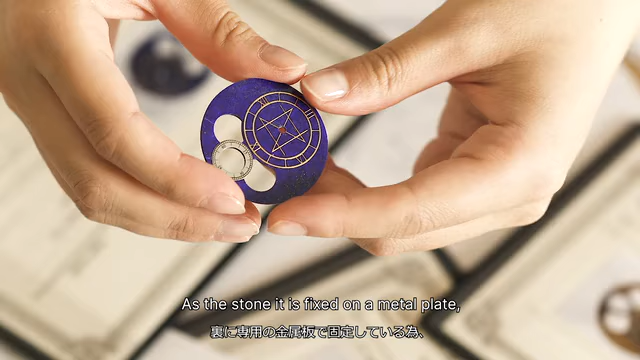 As the stone it is fixed on a metal plate,
裏に専用の金属板で固定している為、